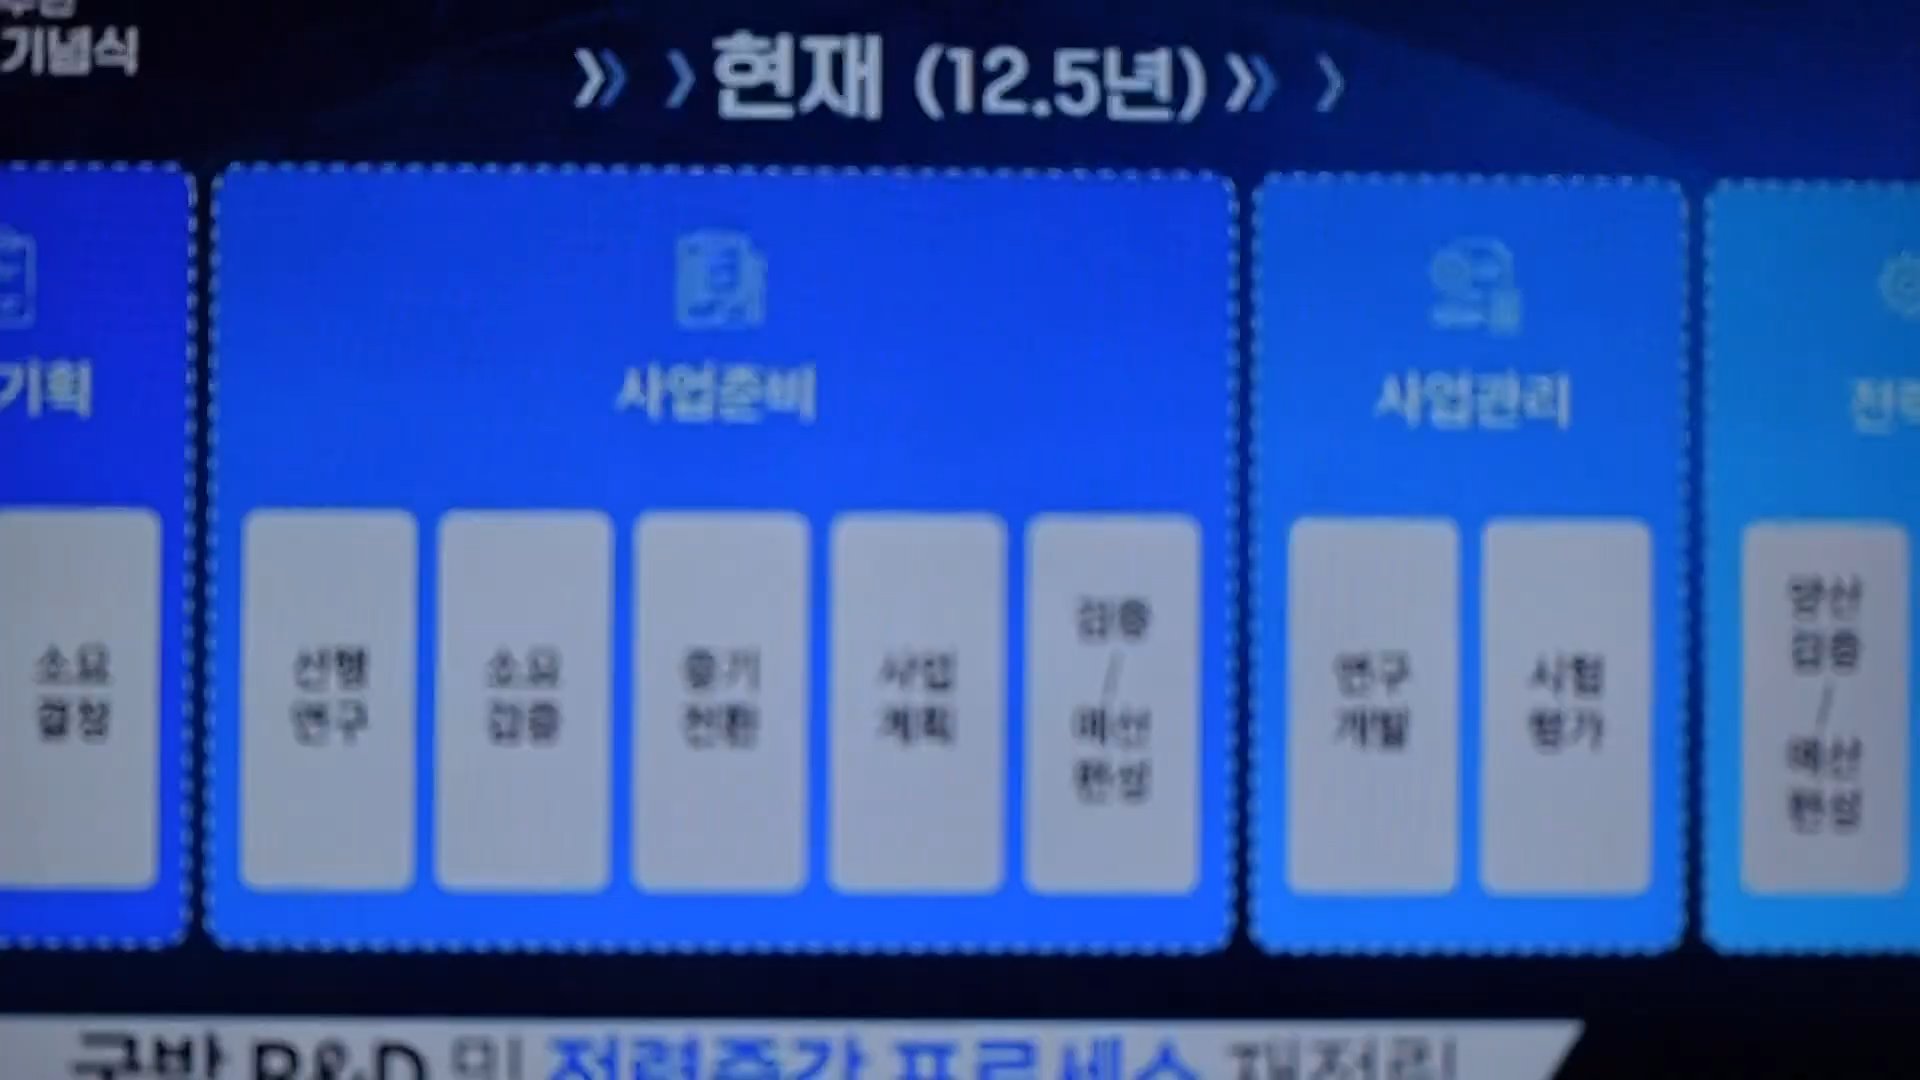 기념식
현재 (12.5년)
기획
사업준비
사업관리
소요
결정
선행
연구
소요
검증
중기
전환
사업
계획
검증
/
예산
편성
연구
개발
시험
평가
양산
검증
/
예산
편성
국방 R&D 및 전력증강 프로세스 재정립